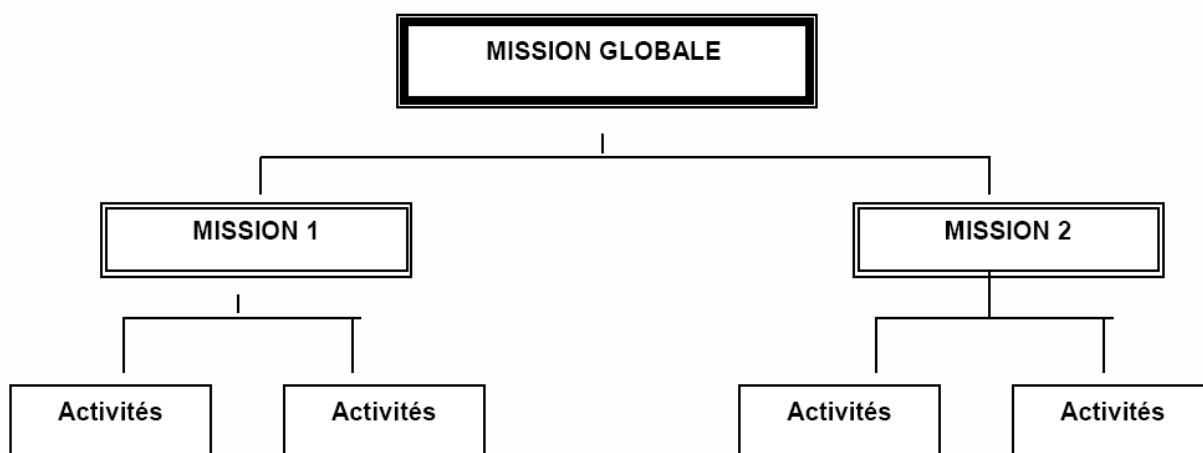 MISSION GLOBALE
MISSION 1
MISSION 2
Activités
Activités
Activités
Activités